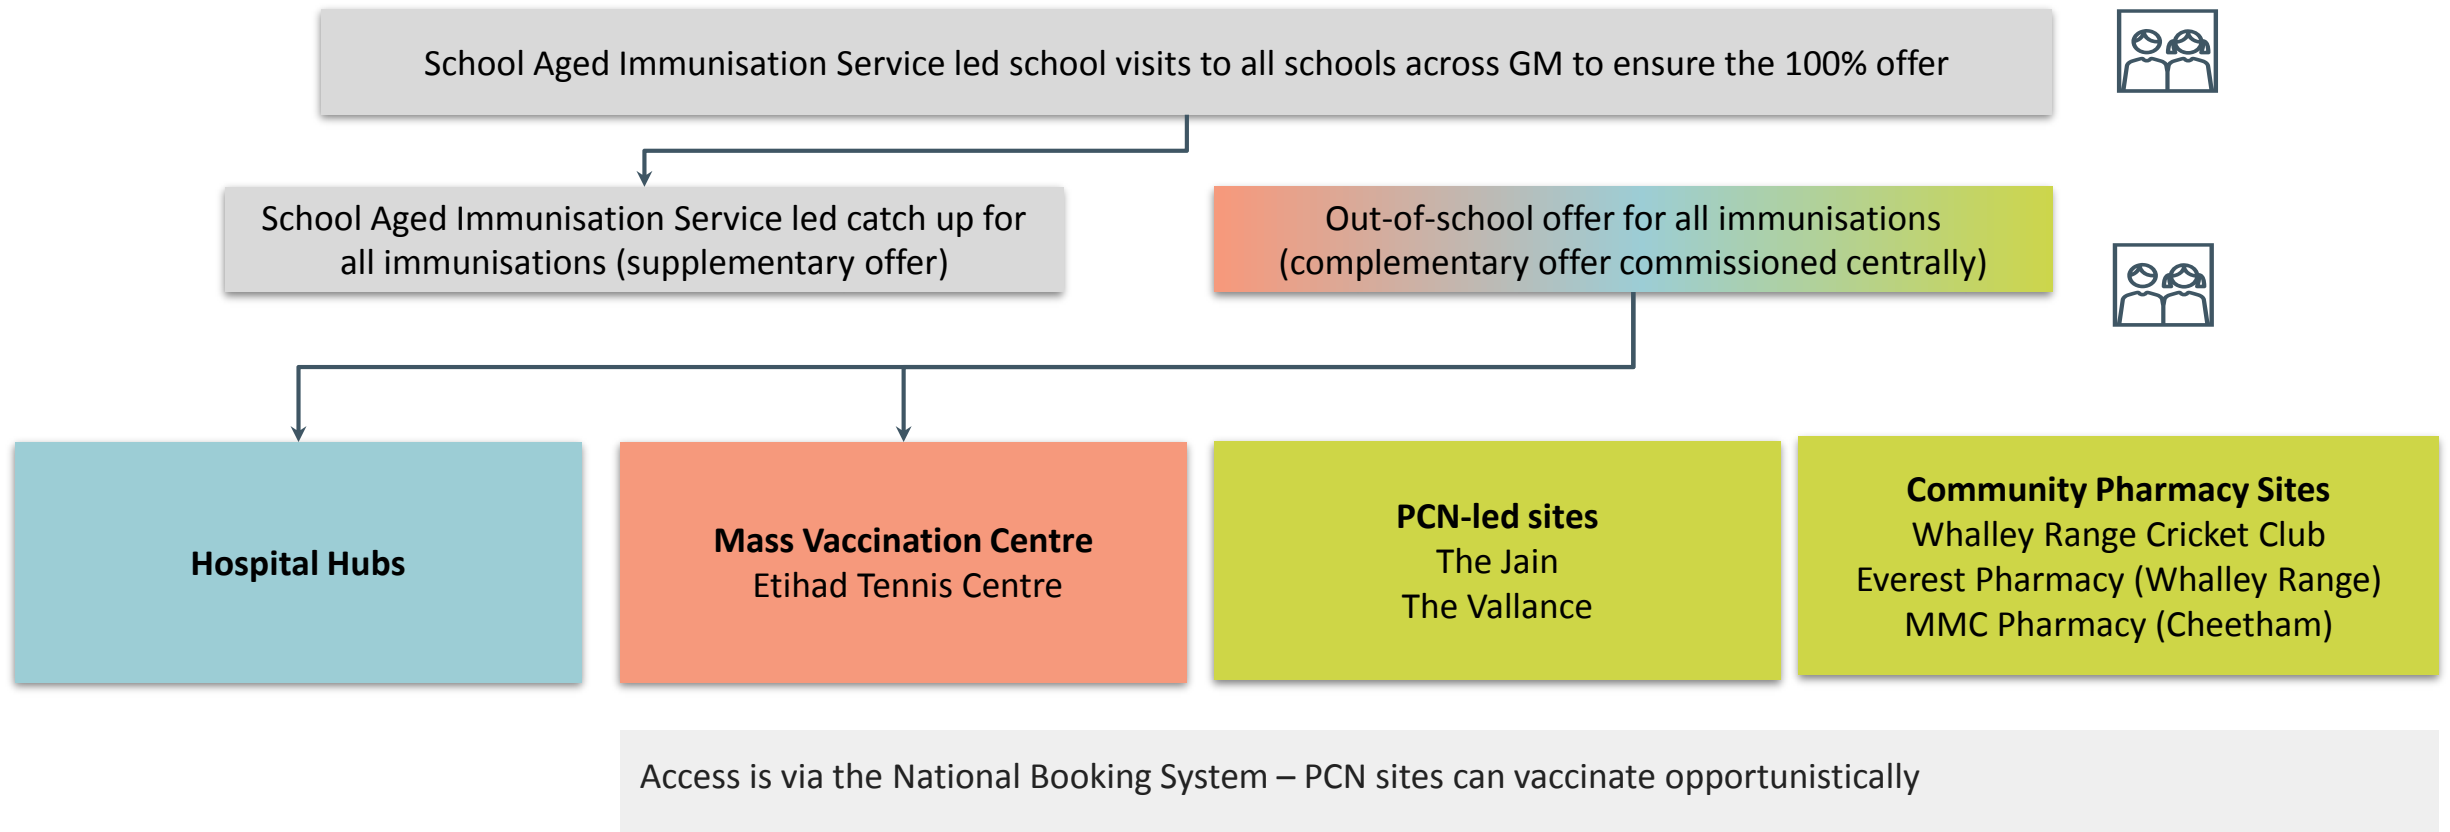 School Aged Immunisation Service led school visits to all schools across GM to ensure the 100% offer
School Aged Immunisation Service led catch up for
all immunisations (supplementary offer)
Out-of-school offer for all immunisations
(complementary offer commissioned centrally)
Hospital Hubs
Mass Vaccination Centre
Etihad Tennis Centre
PCN-led sites
The Jain
The Vallance
Community Pharmacy Sites
Whalley Range Cricket Club
Everest Pharmacy (Whalley Range)
MMC Pharmacy (Cheetham)
Access is via the National Booking System – PCN sites can vaccinate opportunistically